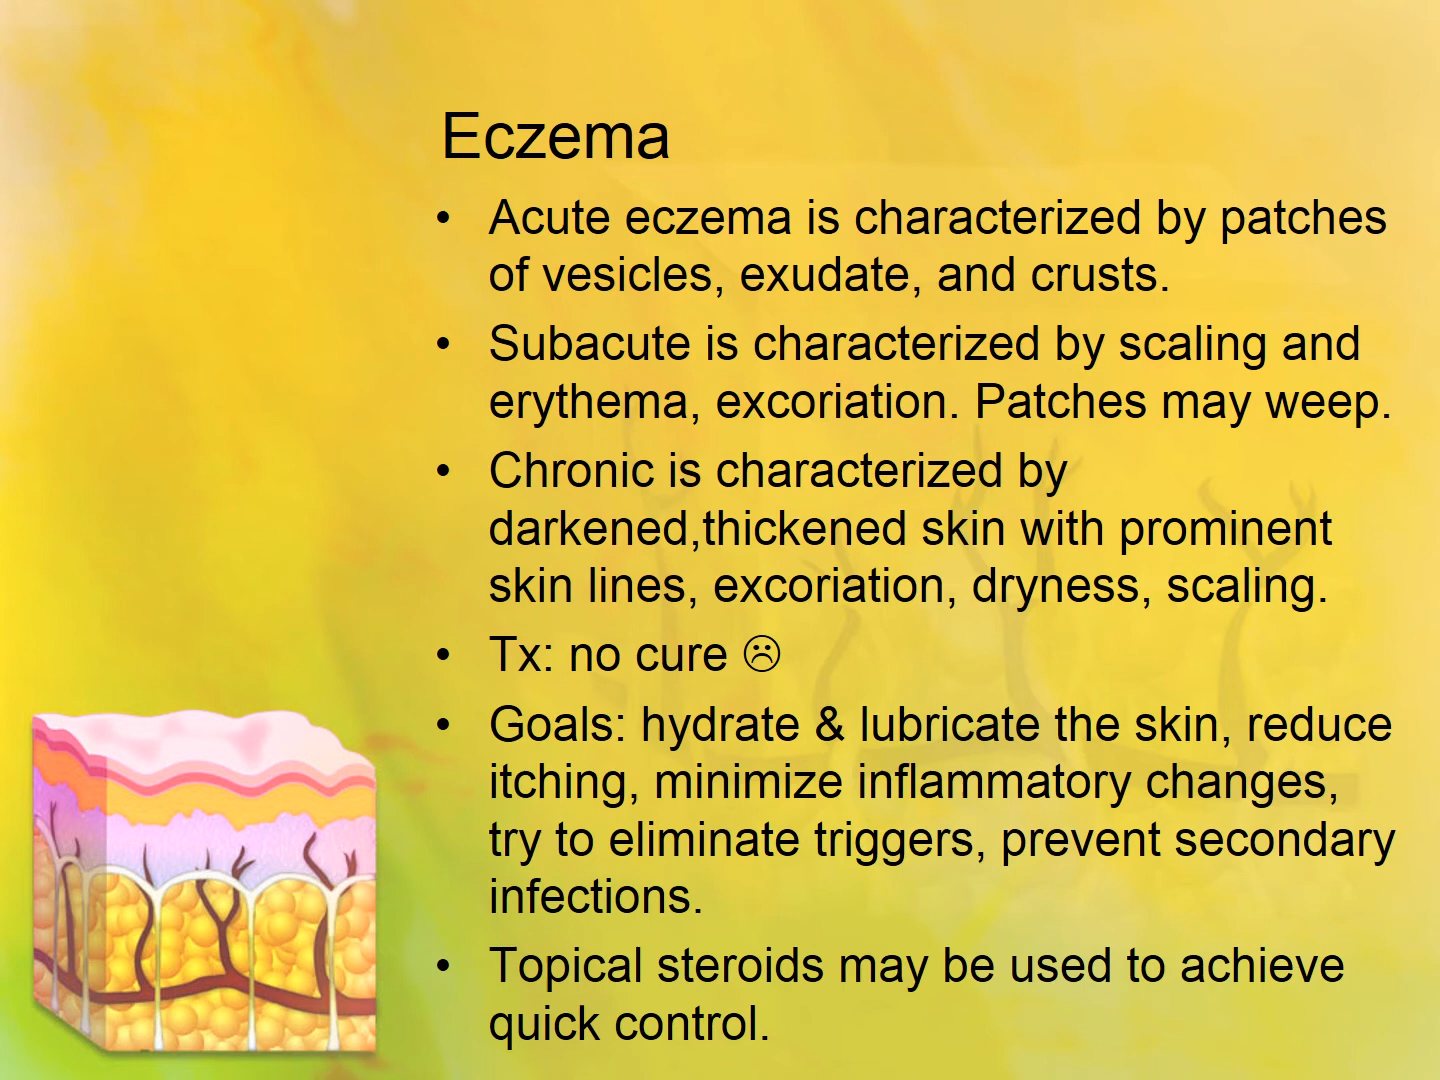 Eczema
• Acute eczema is characterized by patches
of vesicles, exudate, and crusts.
• Subacute is characterized by scaling and
erythema, excoriation. Patches may weep.
• Chronic is characterized by
darkened,thickened skin with prominent
skin lines, excoriation, dryness, scaling.
• Tx: no cure ☹
• Goals: hydrate & lubricate the skin, reduce
itching, minimize inflammatory changes,
try to eliminate triggers, prevent secondary
infections.
• Topical steroids may be used to achieve
quick control.